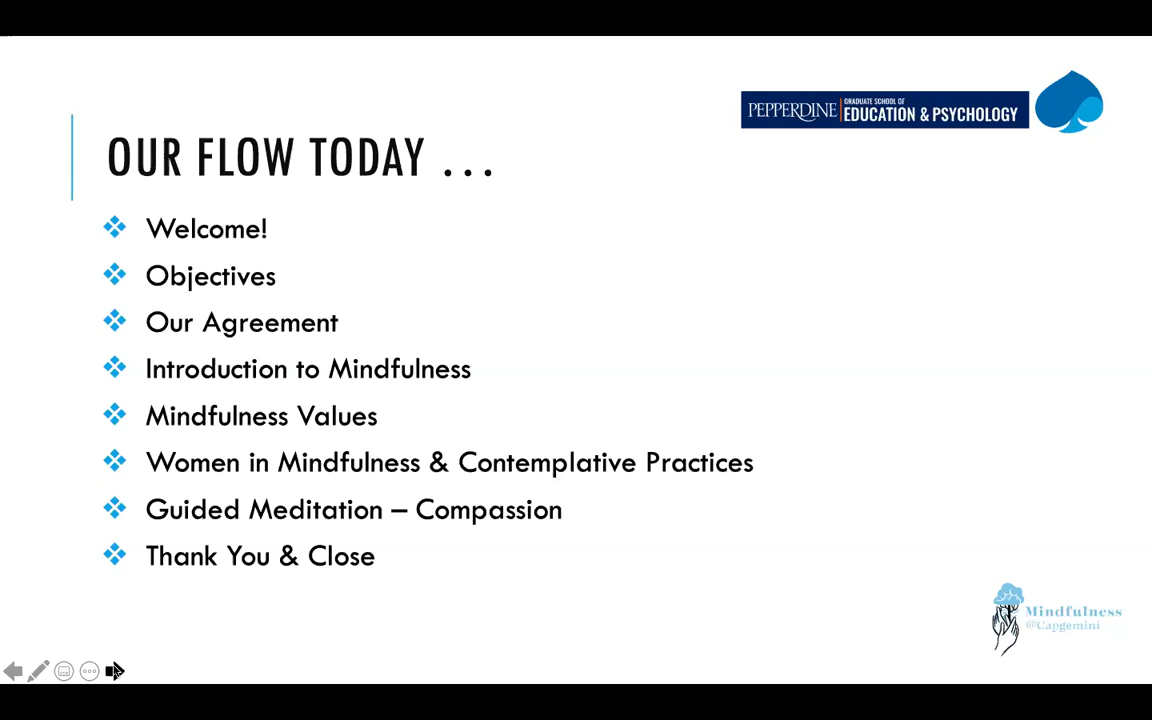 PEPPERDINE
GRADUATE SCHOOL OF
EDUCATION & PSYCHOLOGY
OUR FLOW TODAY ...
Welcome!
Objectives
Our Agreement
Introduction to Mindfulness
Mindfulness Values
Women in Mindfulness & Contemplative Practices
Guided Meditation – Compassion
Thank You & Close
Mindfulness
@Capgemini